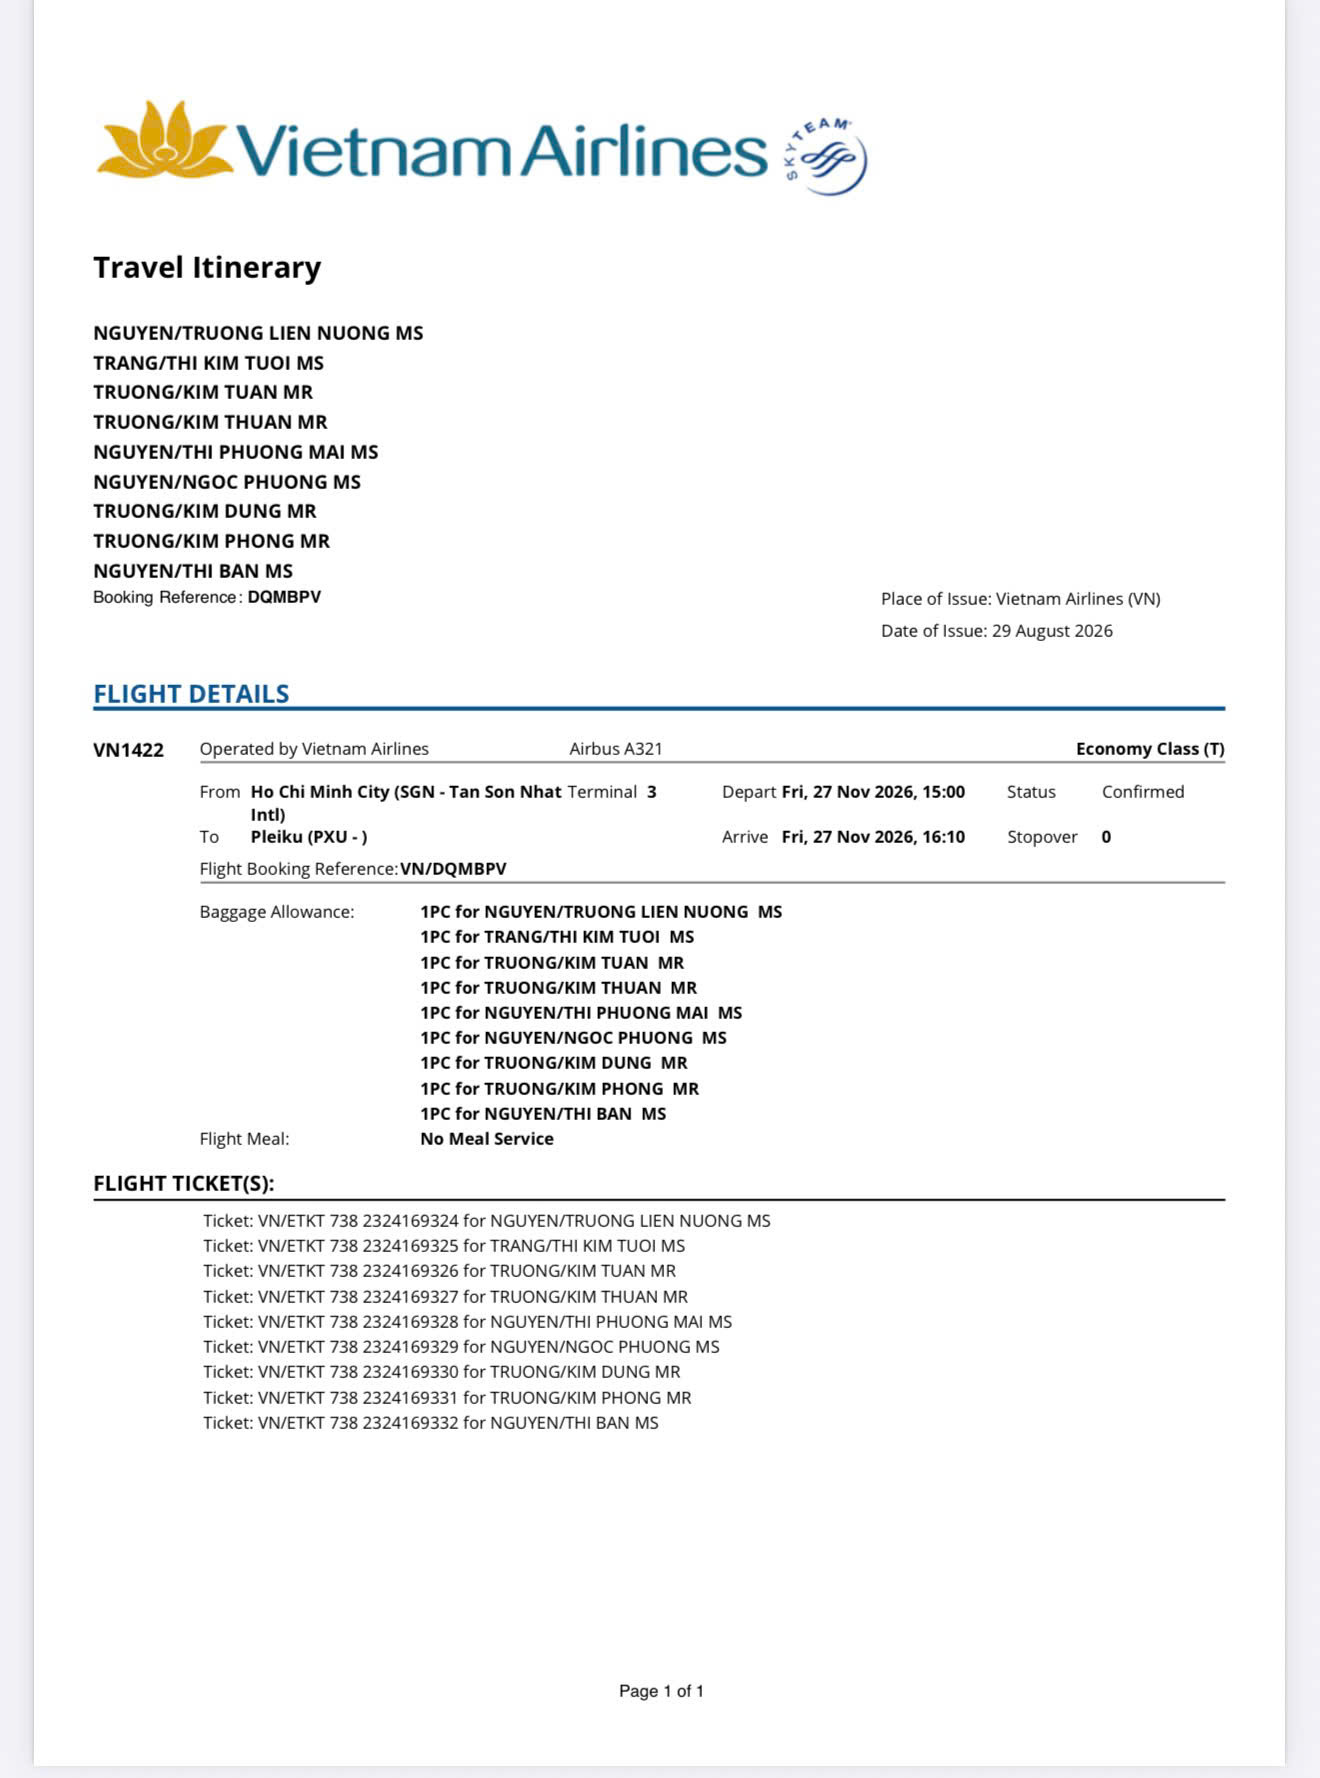 Vietnam Airlines
SKYTEAM
Travel Itinerary
NGUYEN/TRUONG LIEN NUONG MS
TRANG/THI KIM TUOI MS
TRUONG/KIM TUAN MR
TRUONG/KIM THUAN MR
NGUYEN/THI PHUONG MAI MS
NGUYEN/NGOC PHUONG MS
TRUONG/KIM DUNG MR
TRUONG/KIM PHONG MR
NGUYEN/THI BAN MS
Booking Reference: DQMBPV
Place of Issue: Vietnam Airlines (VN)
Date of Issue: 29 August 2026
FLIGHT DETAILS
VN1422 Operated by Vietnam Airlines Airbus A321 Economy Class (T)
From Ho Chi Minh City (SGN - Tan Son Nhat Terminal 3 Depart Fri, 27 Nov 2026, 15:00 Status Confirmed
Intl)
To Pleiku (PXU - ) Arrive Fri, 27 Nov 2026, 16:10 Stopover 0
Flight Booking Reference: VN/DQMBPV
Baggage Allowance: 1PC for NGUYEN/TRUONG LIEN NUONG MS
1PC for TRANG/THI KIM TUOI MS
1PC for TRUONG/KIM TUAN MR
1PC for TRUONG/KIM THUAN MR
1PC for NGUYEN/THI PHUONG MAI MS
1PC for NGUYEN/NGOC PHUONG MS
1PC for TRUONG/KIM DUNG MR
1PC for TRUONG/KIM PHONG MR
1PC for NGUYEN/THI BAN MS
Flight Meal: No Meal Service
FLIGHT TICKET(S):
Ticket: VN/ETKT 738 2324169324 for NGUYEN/TRUONG LIEN NUONG MS
Ticket: VN/ETKT 738 2324169325 for TRANG/THI KIM TUOI MS
Ticket: VN/ETKT 738 2324169326 for TRUONG/KIM TUAN MR
Ticket: VN/ETKT 738 2324169327 for TRUONG/KIM THUAN MR
Ticket: VN/ETKT 738 2324169328 for NGUYEN/THI PHUONG MAI MS
Ticket: VN/ETKT 738 2324169329 for NGUYEN/NGOC PHUONG MS
Ticket: VN/ETKT 738 2324169330 for TRUONG/KIM DUNG MR
Ticket: VN/ETKT 738 2324169331 for TRUONG/KIM PHONG MR
Ticket: VN/ETKT 738 2324169332 for NGUYEN/THI BAN MS
Page 1 of 1